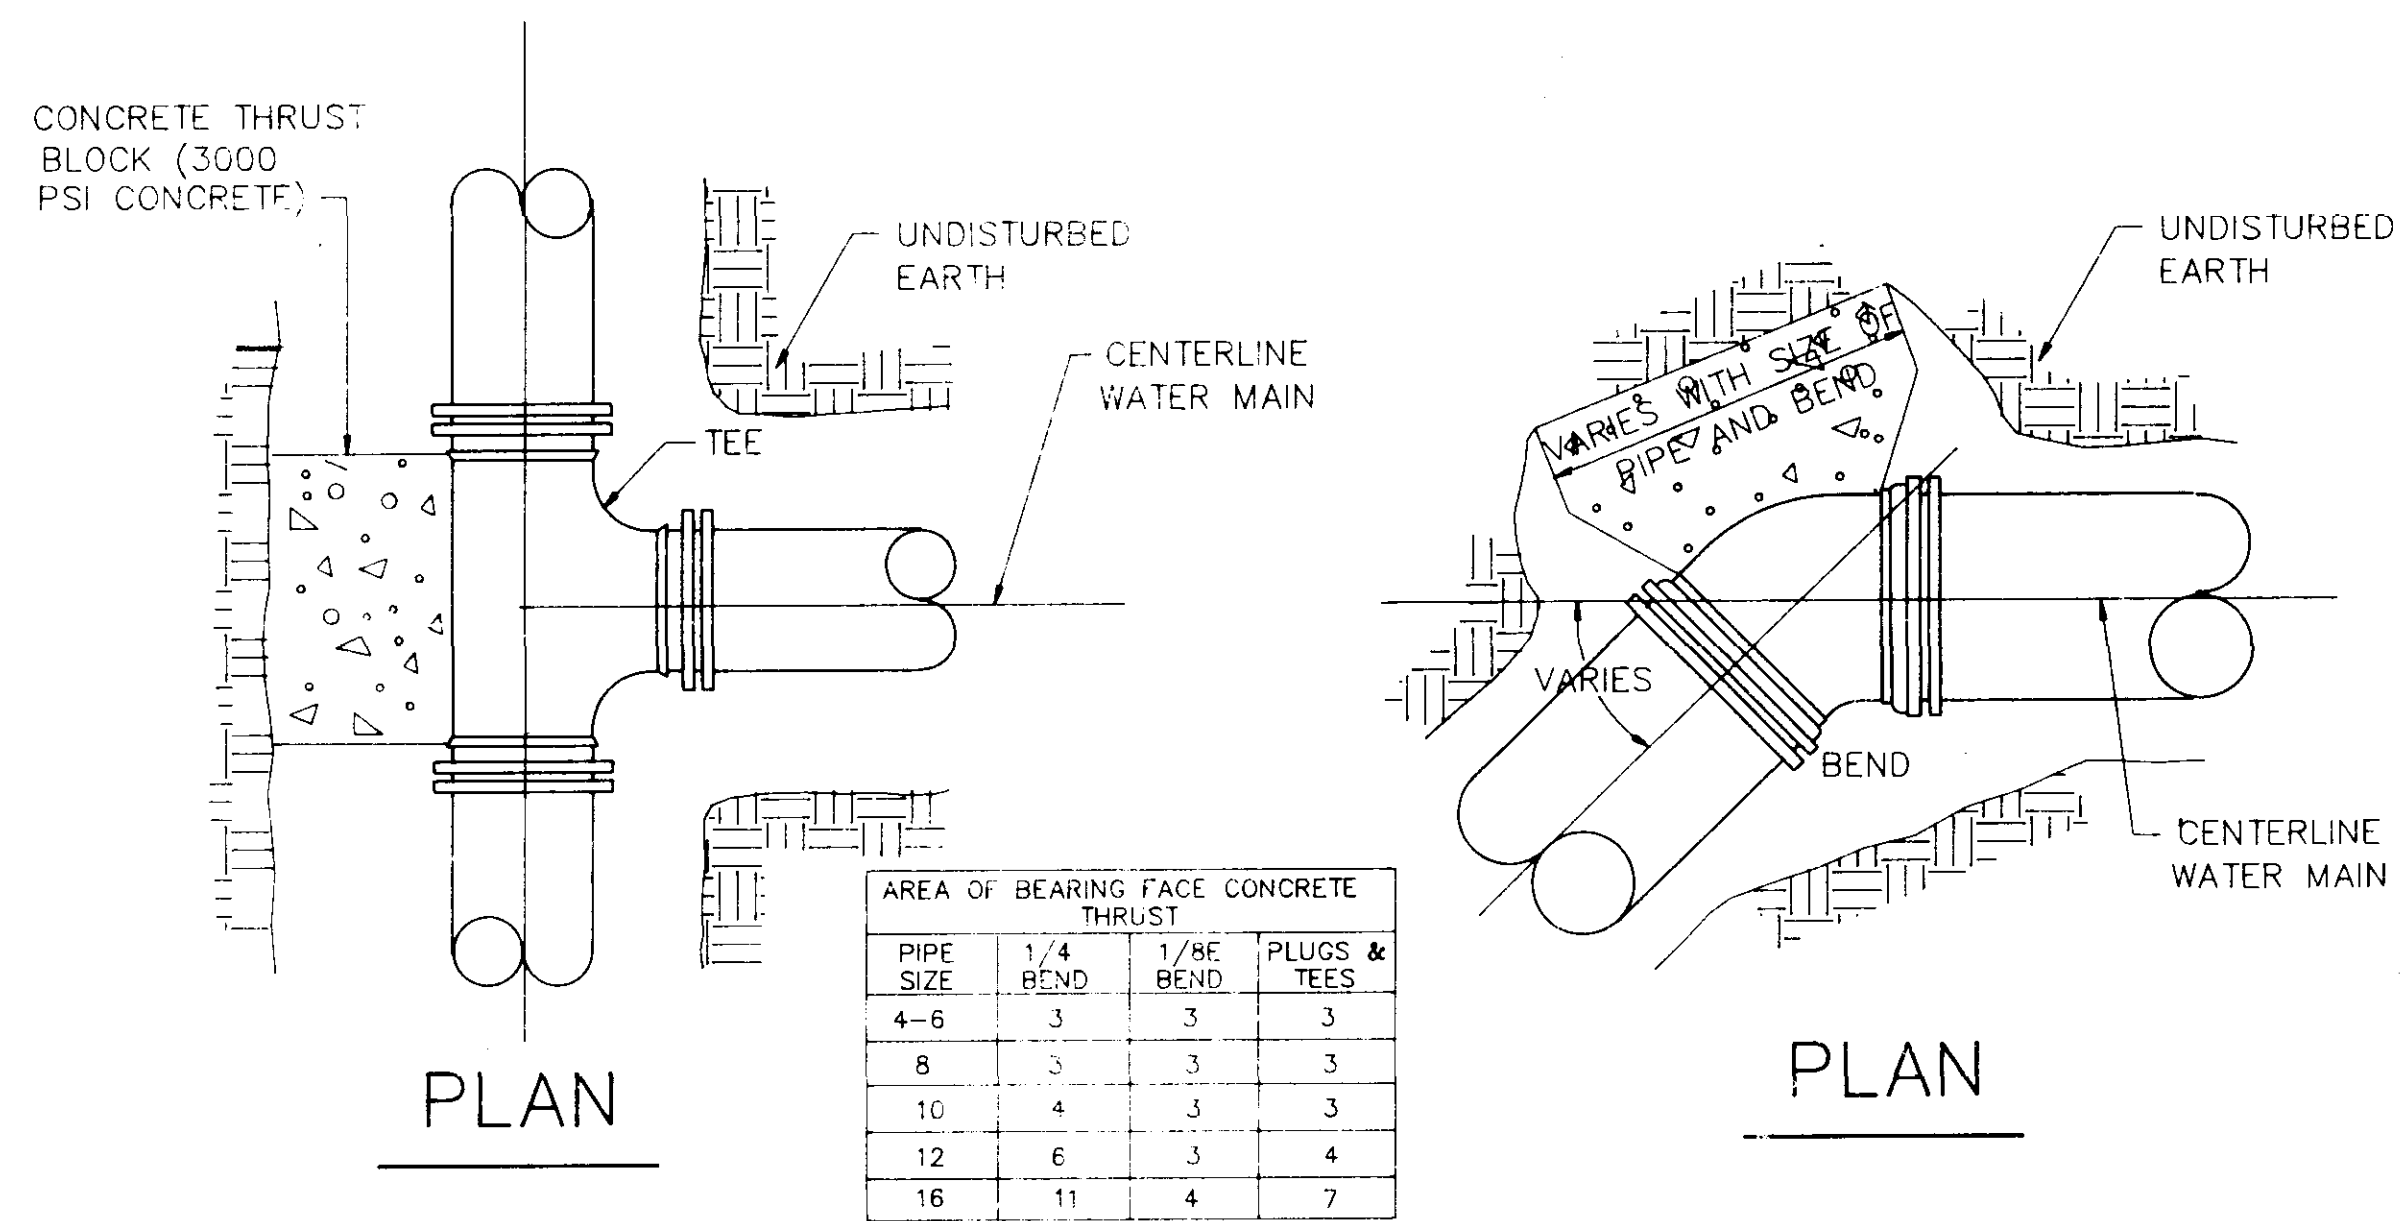 CONCRETE THRUST
BLOCK (3000
PSI CONCRETE)
UNDISTURBED
EARTH
CENTERLINE
WATER MAIN
TEE
PLAN
UNDISTURBED
EARTH
VARIES WITH SIZE OF
PIPE AND BEND
VARIES
BEND
CENTERLINE
WATER MAIN
PLAN
AREA OF BEARING FACE CONCRETE
THRUST
PIPE SIZE 1/4 BEND 1/8E BEND PLUGS & TEES
4-6 3 3 3
8 3 3 3
10 4 3 3
12 6 3 4
16 11 4 7